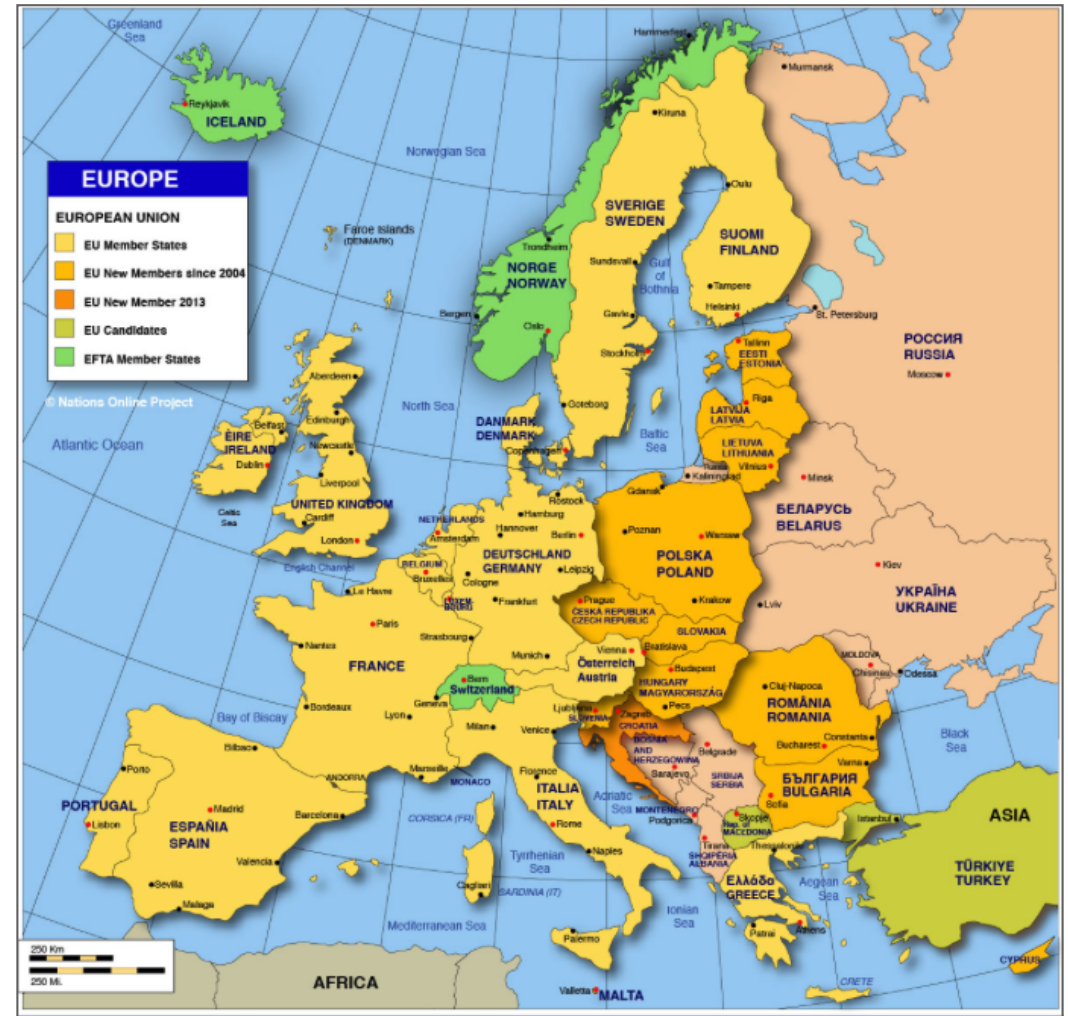 Greenland
Sea
Hammerfest
Murmansk
Reykjavik
ICELAND
Kiruna
Norwegian Sea
EUROPE
EUROPEAN UNION
EU Member States
EU New Members since 2004
EU New Member 2013
EU Candidates
EFTA Member States
© Nations Online Project
Oulu
SVERIGE
SWEDEN
SUOMI
FINLAND
Faroe Islands
(DENMARK)
Trondheim
NORGE
NORWAY
Sundsvall
Gulf
of
Bothnia
Tampere
Helsinki
Bergen
Oslo
Gavle
St. Petersburg
Stockholm
Tallinn
EESTI
ESTONIA
РОССИЯ
RUSSIA
Moscow
Aberdeen
North Sea
Goteborg
Riga
LATVIJA
LATVIA
Edinburgh
DANMARK
DENMARK
Copenhagen
Baltic
Sea
LIETUVA
LITHUANIA
Vilnius
Russia
Kaliningrad
Atlantic Ocean
Belfast
ÉIRE
IRELAND
Dublin
Newcastle
Liverpool
UNITED KINGDOM
Cardiff
London
Celtic
Sea
English Channel
Minsk
БЕЛАРУСЬ
BELARUS
Gdansk
Rostock
Hamburg
Hannover
Berlin
NETHERLANDS
Amsterdam
BELGIUM
Bruxelles
LUXEM-
BOURG
DEUTSCHLAND
GERMANY
Leipzig
Cologne
Frankfurt
Poznan
Warsaw
POLSKA
POLAND
Krakow
Kiev
УКРАЇНА
UKRAINE
Lviv
Le Havre
Paris
Nantes
Strasbourg
FRANCE
Munich
Prague
ČESKÁ REPUBLIKA
CZECH REPUBLIC
SLOVAKIA
Vienna
Bratislava
Österreich
Austria
Budapest
HUNGARY
MAGYARORSZÁG
Pecs
MOLDOVA
Chisinau
Odessa
Bern
Switzerland
Geneva
Bordeaux
Lyon
Milan
Venice
Ljubljana
SLOVENIA
Zagreb
CROATIA
Cluj-Napoca
ROMÂNIA
ROMANIA
Bucharest
Constanta
Bay of Biscay
Bilbao
BOSNIA
AND
HERZEGOWINA
Sarajevo
Belgrade
SRBIJA
SERBIA
Black
Sea
Varna
БЪЛГАРИЯ
BULGARIA
Sofia
Porto
ANDORRA
Marseille
MONACO
Florence
ITALIA
ITALY
Adriatic
Sea
MONTENEGRO
Podgorica
Skopje
Rep. of
MACEDONIA
Istanbul
ASIA
PORTUGAL
Lisbon
Madrid
ESPAÑIA
SPAIN
Barcelona
CORSICA (FR)
Rome
Tirana
SHQIPËRIA
ALBANIA
Thessaloniki
Valencia
Tyrrhenian
Sea
Naples
TÜRKIYE
TURKEY
Sevilla
Malaga
Cagliari
SARDINIA (IT)
Ελλάδα
GREECE
Aegean
Sea
Mediterranean Sea
Ionian
Sea
Palermo
Patrai
Athens
250 Km
250 Mi.
AFRICA
Valletta
MALTA
CRETE
CYPRUS